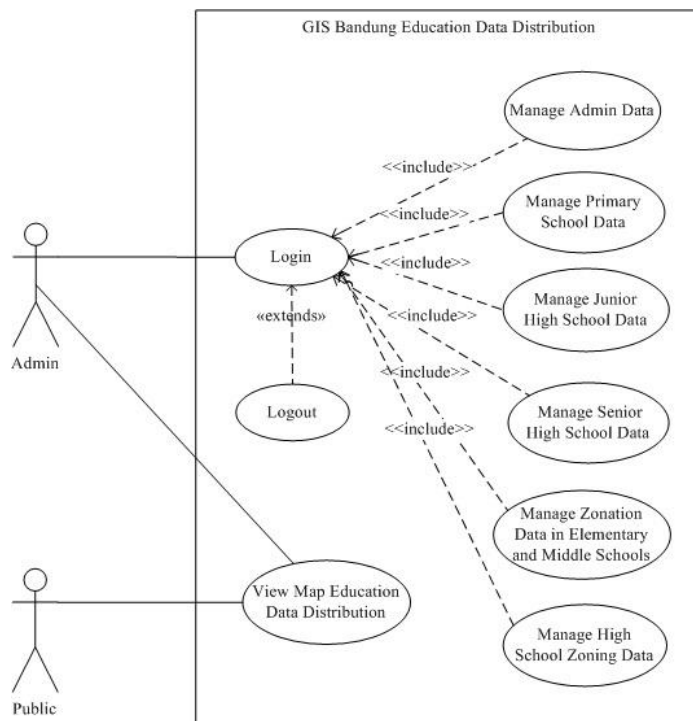 GIS Bandung Education Data Distribution
Manage Admin Data
<<include>>
Manage Primary
School Data
<<include>>
Login
<<include>>
Manage Junior
High School Data
«extends»
<<include>>
Admin
<<include>>
Logout
Manage Senior
High School Data
<<include>>
Manage Zonation
Data in Elementary
and Middle Schools
View Map Education
Data Distribution
Manage High
School Zoning Data
Public